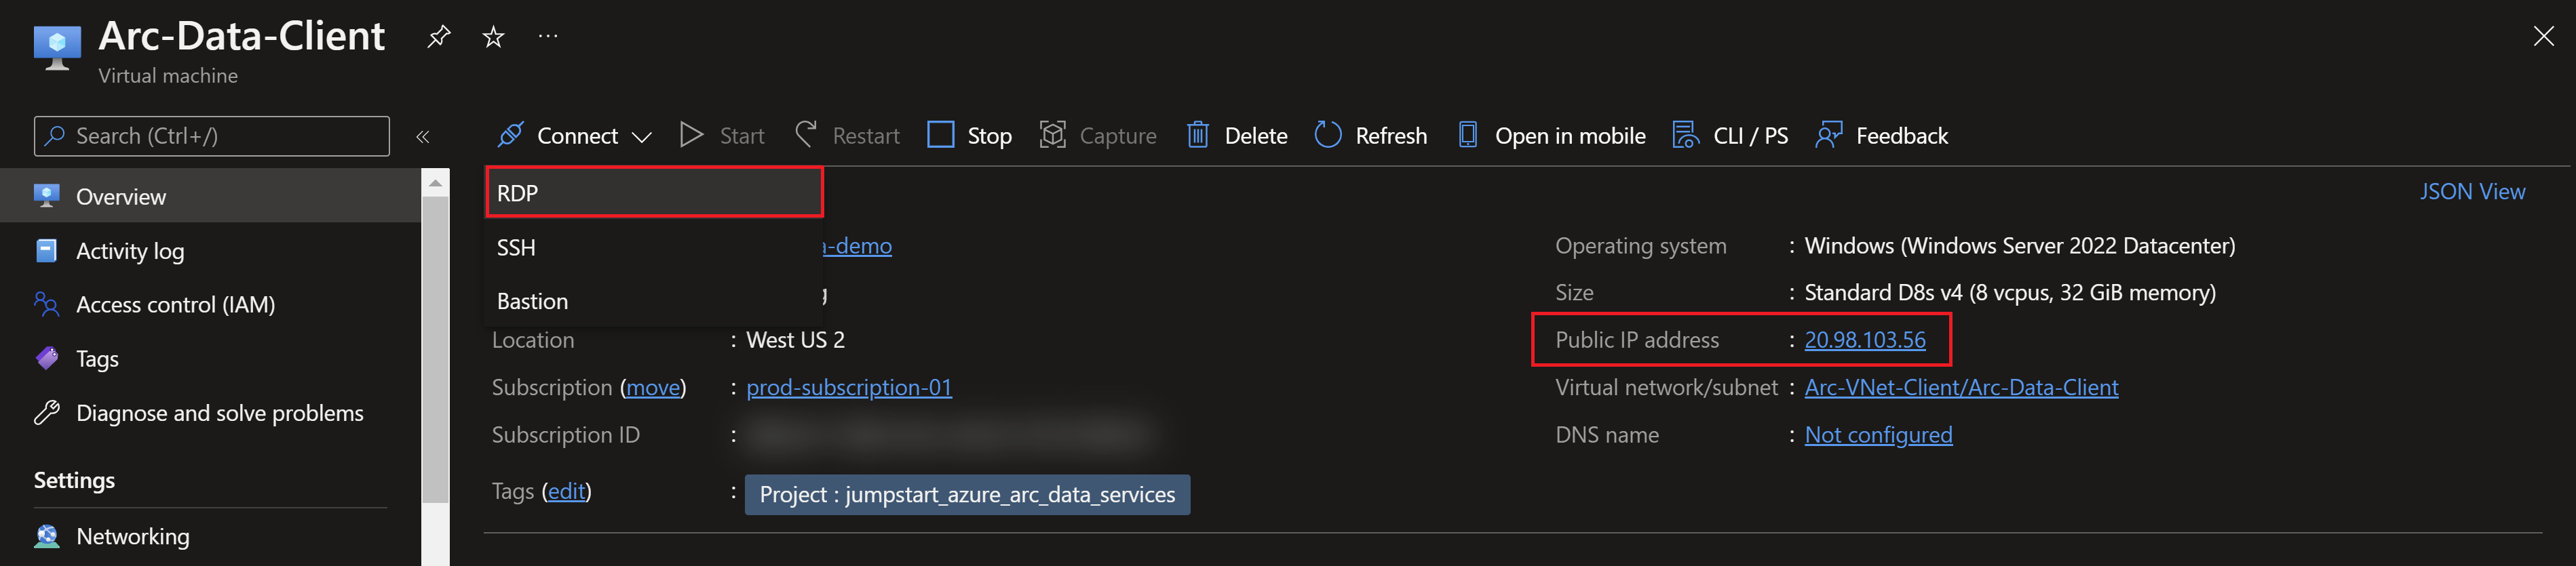 Arc-Data-Client
Virtual machine
Search (Ctrl+/)
«
Overview
Activity log
Access control (IAM)
Tags
Diagnose and solve problems
Settings
Networking
Connect Start Restart Stop Capture Delete Refresh Open in mobile CLI / PS Feedback
RDP
SSH
Bastion
JSON View
-demo
Location : West US 2
Subscription (move) : prod-subscription-01
Subscription ID :
Tags (edit) : Project : jumpstart_azure_arc_data_services
Operating system : Windows (Windows Server 2022 Datacenter)
Size : Standard D8s v4 (8 vcpus, 32 GiB memory)
Public IP address : 20.98.103.56
Virtual network/subnet : Arc-VNet-Client/Arc-Data-Client
DNS name : Not configured